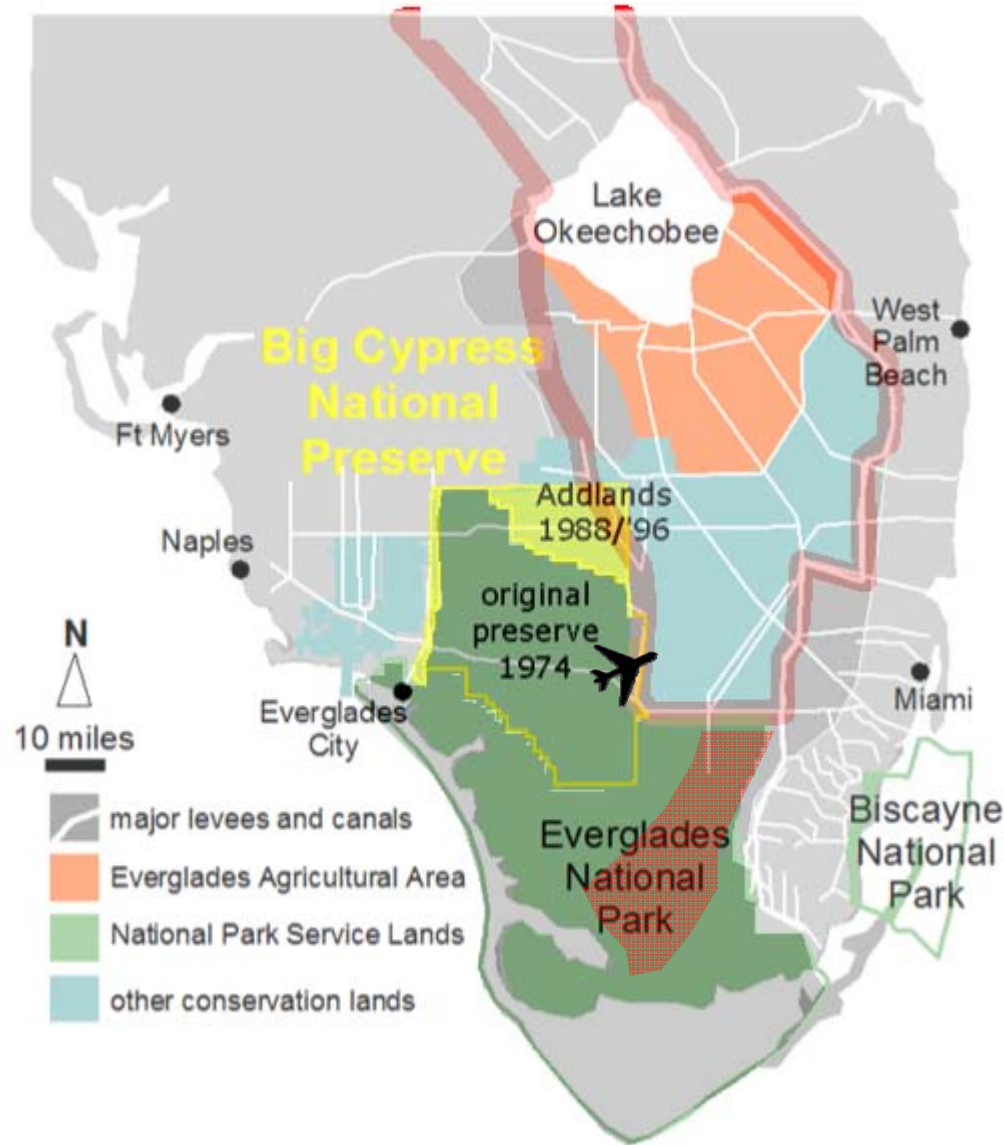 Lake
Okeechobee
West
Palm
Beach
Big Cypress
National
Preserve
Ft Myers
Addlands
1988/'96
Naples
original
preserve
1974
N
10 miles
Everglades
City
Miami
major levees and canals
Everglades Agricultural Area
National Park Service Lands
other conservation lands
Everglades
National
Park
Biscayne
National
Park